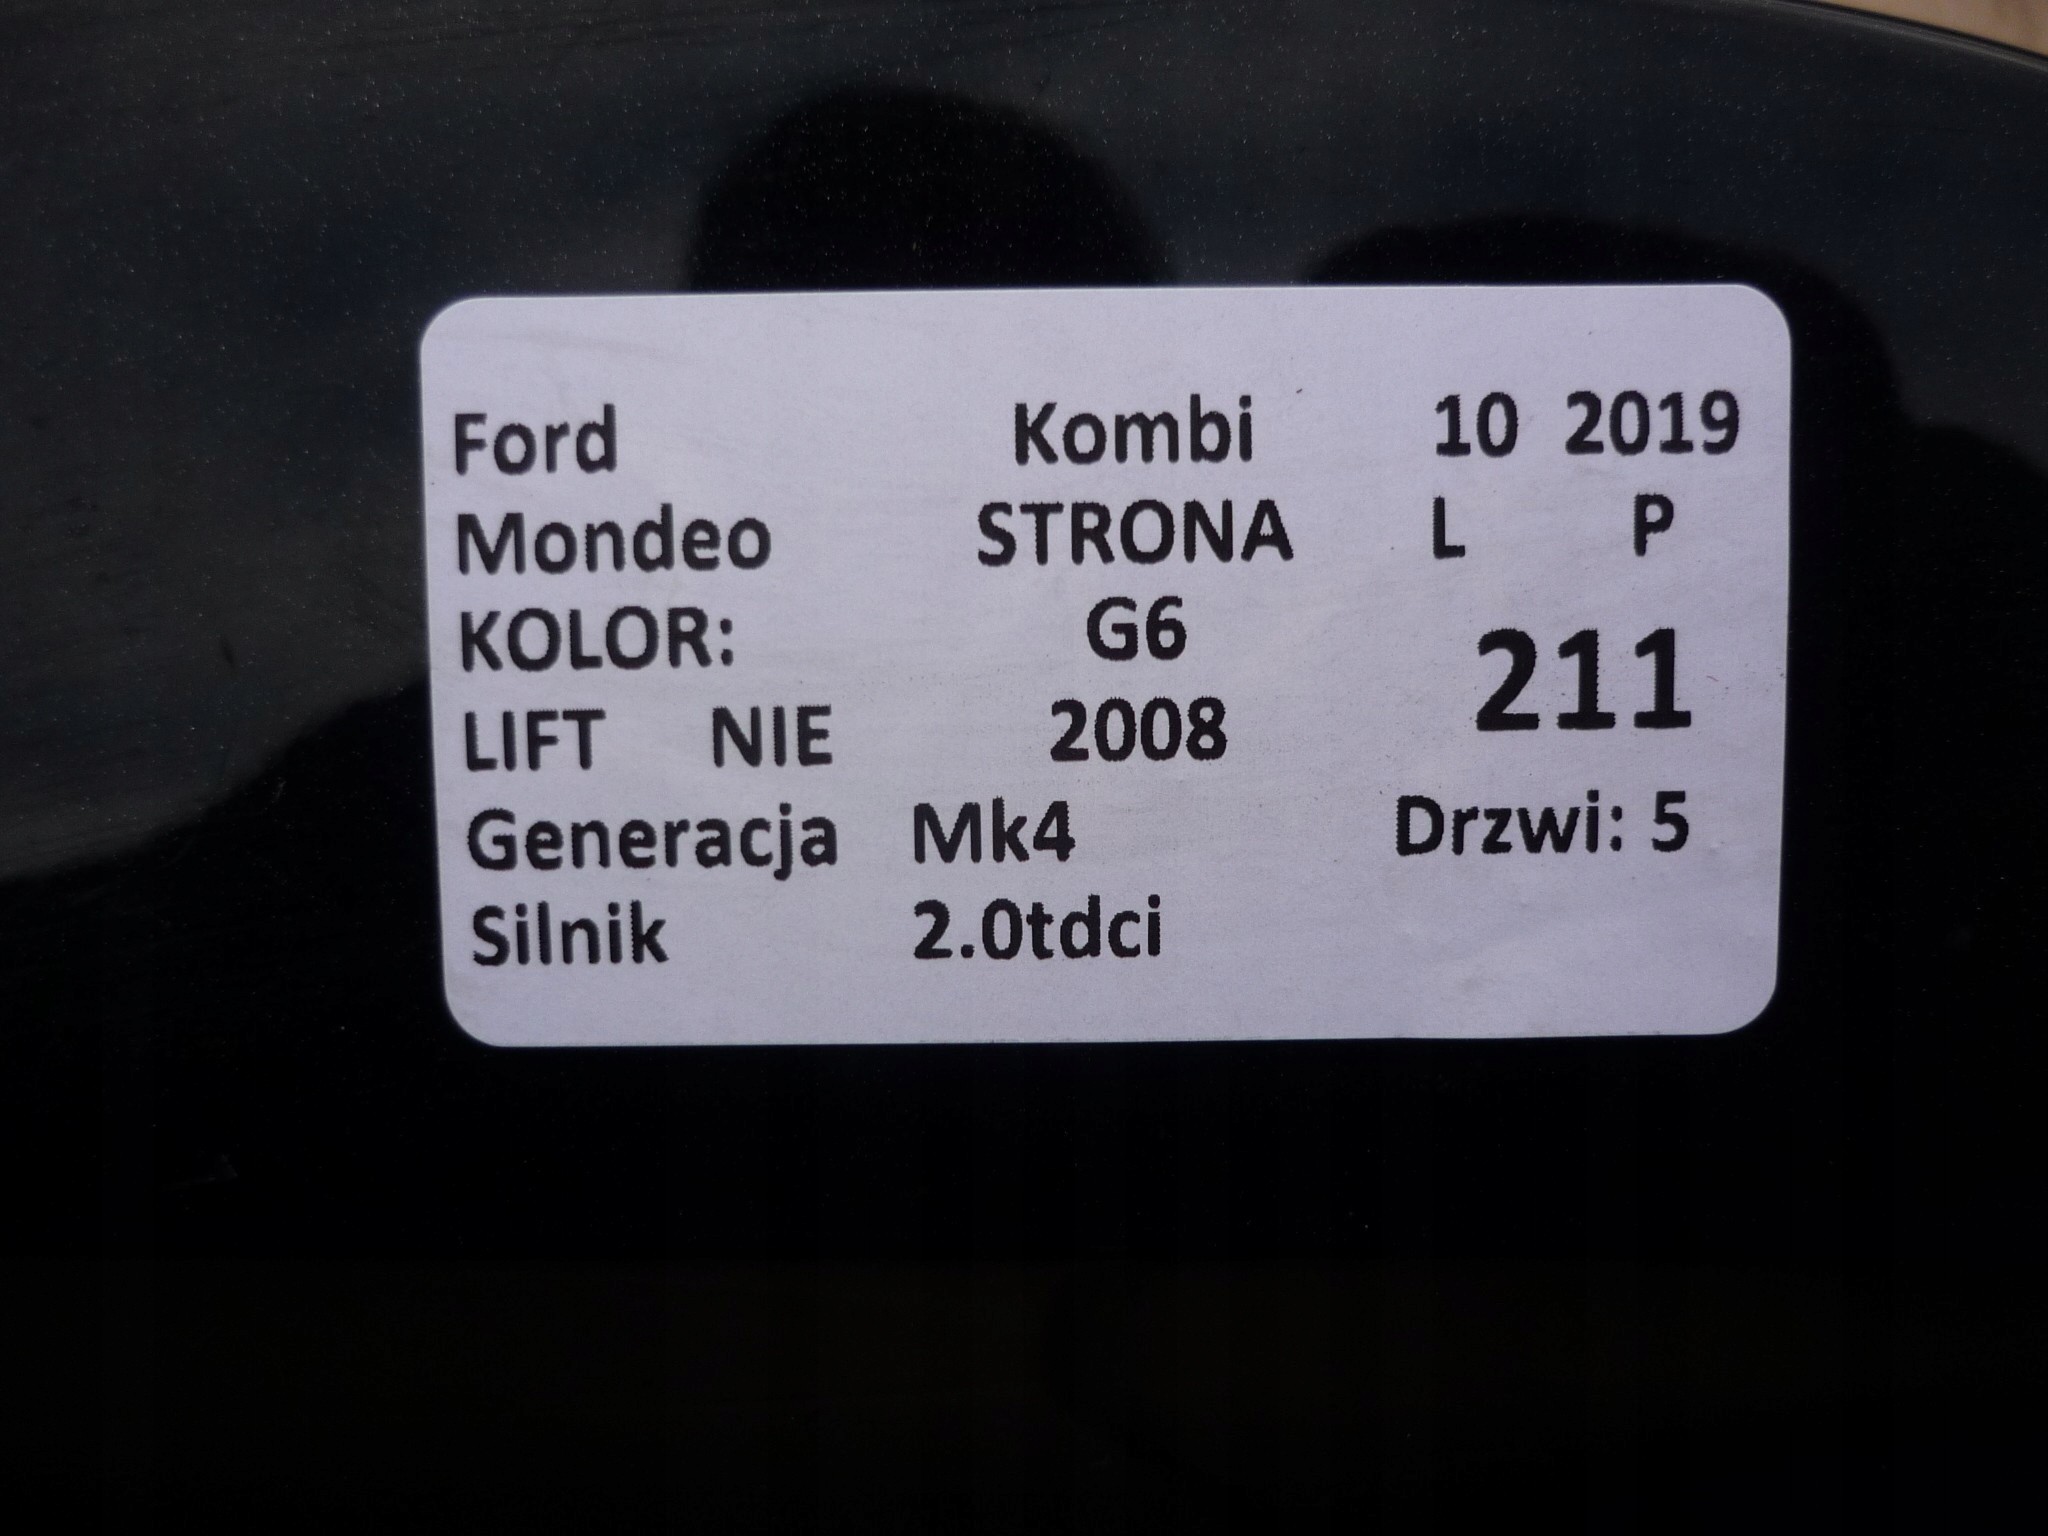 Ford Kombi 10 2019
Mondeo STRONA L P
KOLOR: G6
211
LIFT NIE 2008
Generacja Mk4 Drzwi: 5
Silnik 2.0tdci